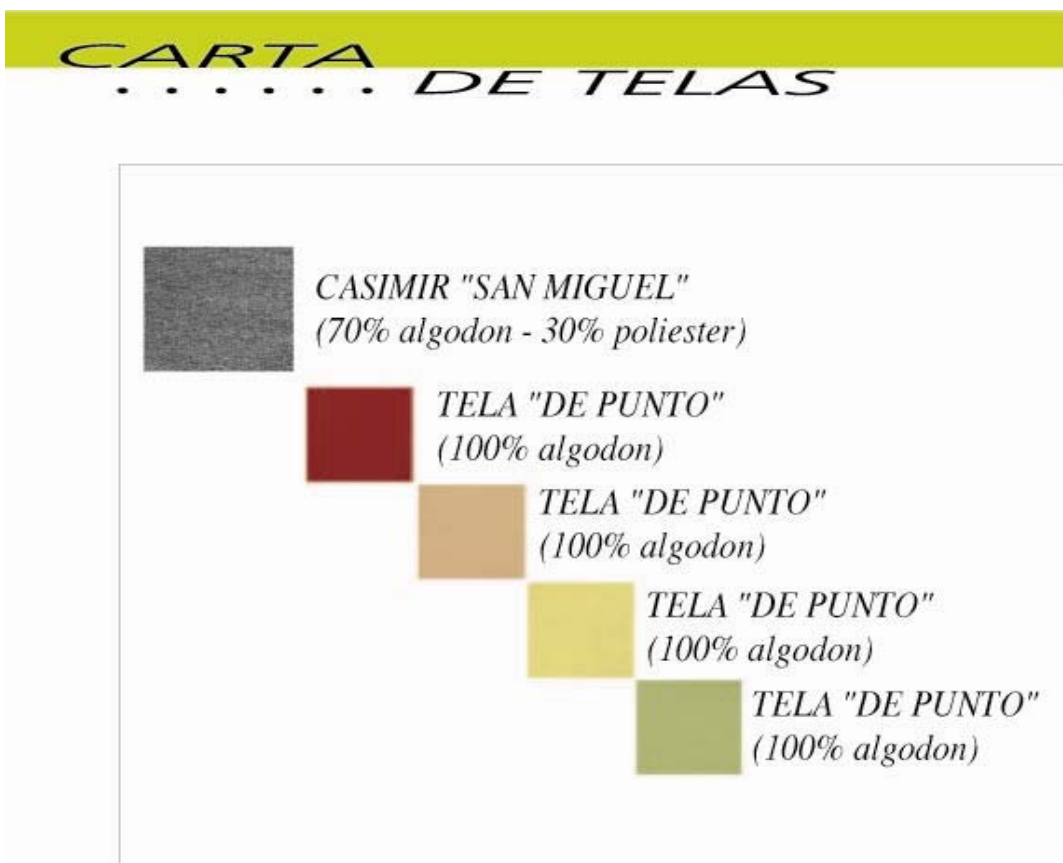 CARTA
DE TELAS
CASIMIR "SAN MIGUEL"
(70% algodon - 30% poliester)
TELA "DE PUNTO"
(100% algodon)
TELA "DE PUNTO"
(100% algodon)
TELA "DE PUNTO"
(100% algodon)
TELA "DE PUNTO"
(100% algodon)